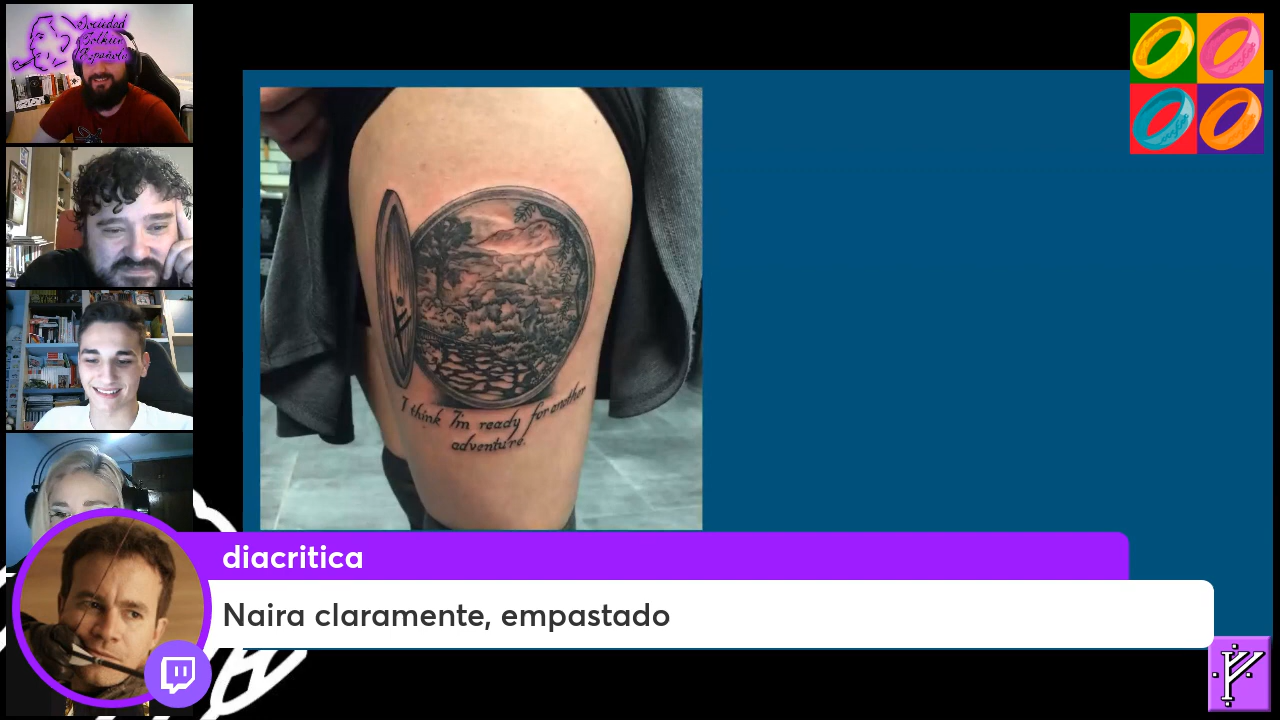 Sociedad
Tolkien
Española
I think I'm ready for another
adventure.
diacritica
Naira claramente, empastado